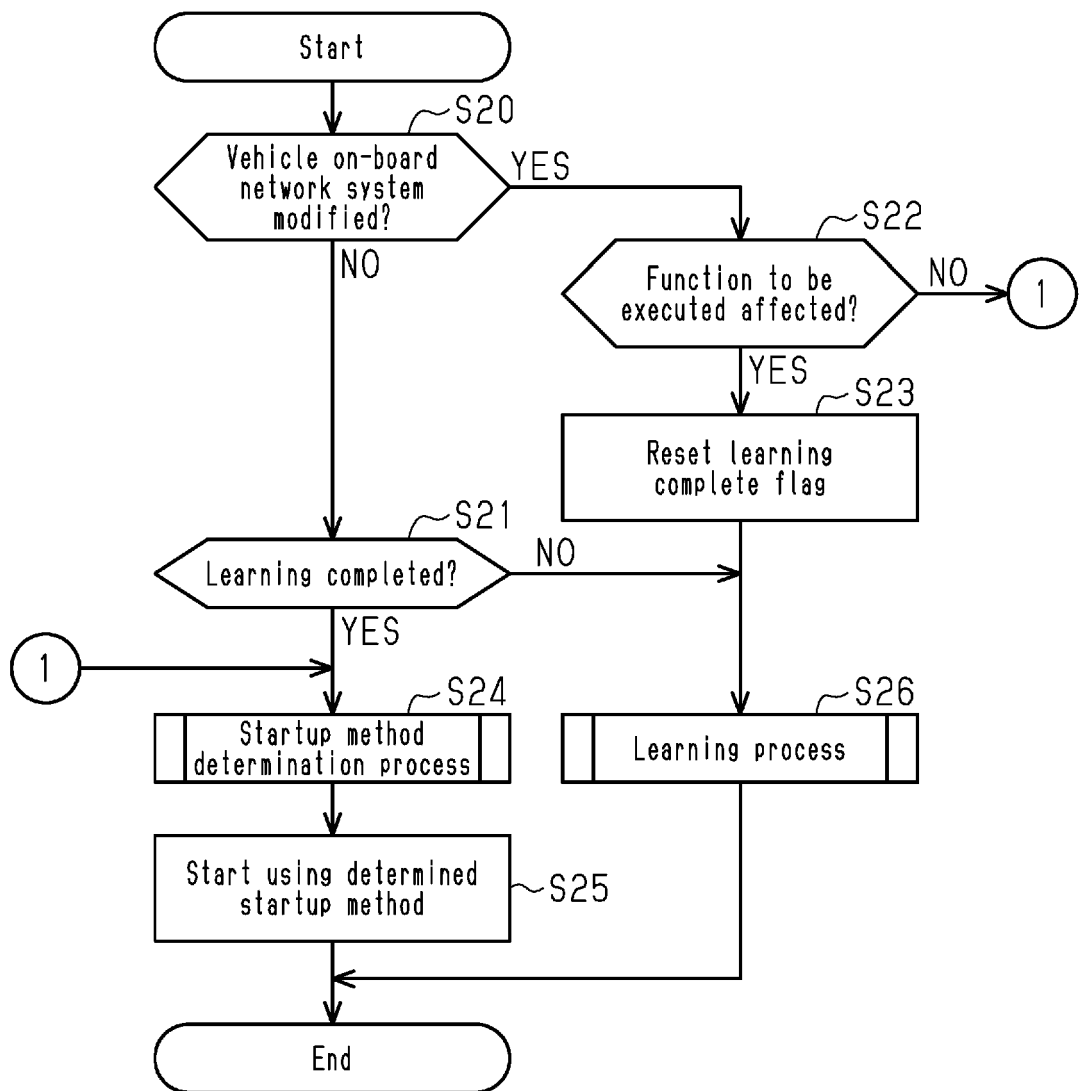 Start
S20
Vehicle on-board
network system
modified?
YES
NO
S22
Function to be
executed affected?
NO
1
YES
S23
Reset learning
complete flag
S21
Learning completed?
NO
YES
1
S24
Startup method
determination process
S26
Learning process
Start using determined
startup method
S25
End